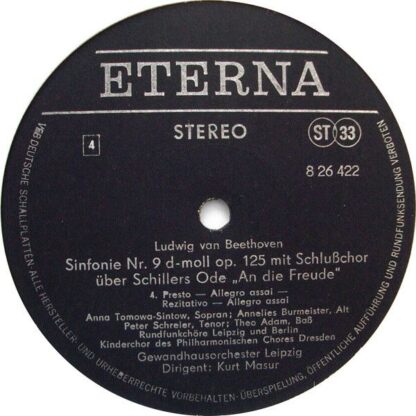 ETERNA
STEREO
ST 33
4
8 26 422
Ludwig van Beethoven
Sinfonie Nr. 9 d-moll op. 125 mit Schlußchor
über Schillers Ode „An die Freude“
4. Presto — Allegro assai —
Rezitativo — Allegro assai
Anna Tomowa-Sintow, Sopran; Annelies Burmeister, Alt
Peter Schreier, Tenor; Theo Adam, Baß
Rundfunkchöre Leipzig und Berlin
Kinderchor des Philharmonischen Chores Dresden
Gewandhausorchester Leipzig
Dirigent: Kurt Masur
VEB DEUTSCHE SCHALLPLATTEN ALLE HERSTELLER- UND URHEBERRECHTE VORBEHALTEN-ÜBERSPIELUNG, ÖFFENTLICHE AUFFÜHRUNG UND RUNDFUNKSENDUNG VERBOTEN